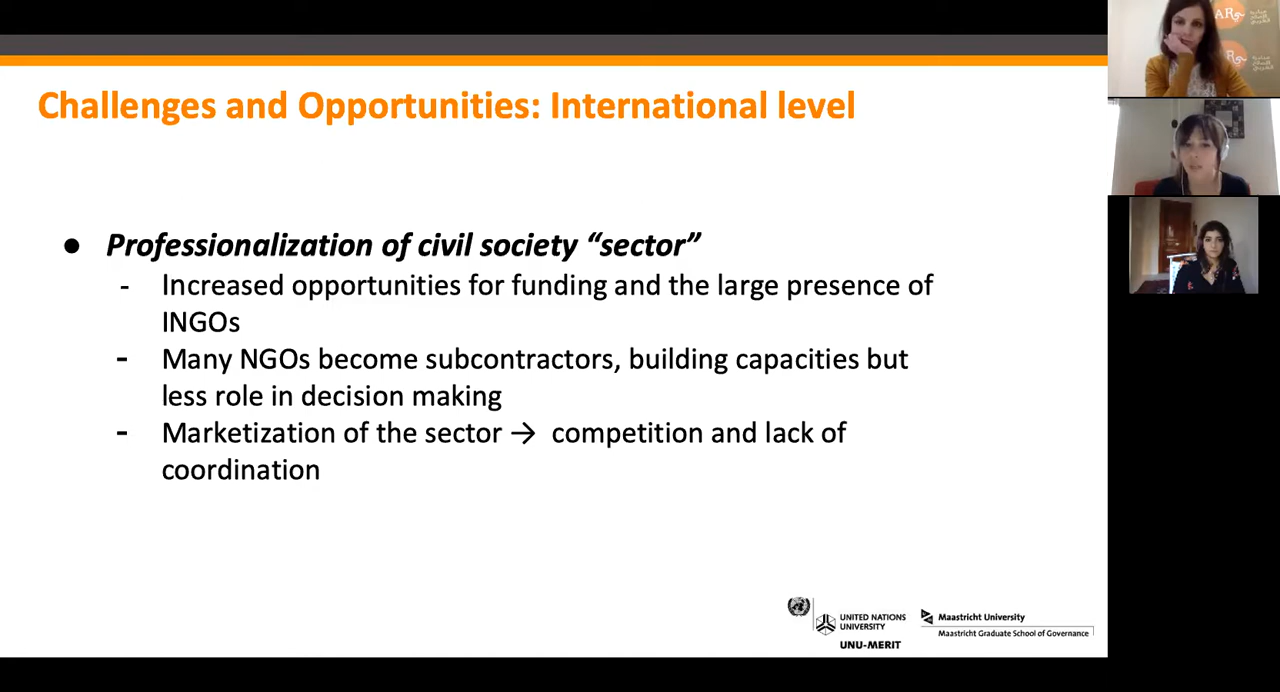 Challenges and Opportunities: International level
● Professionalization of civil society “sector”
- Increased opportunities for funding and the large presence of
INGOs
- Many NGOs become subcontractors, building capacities but
less role in decision making
- Marketization of the sector → competition and lack of
coordination
UNITED NATIONS
UNIVERSITY
UNU-MERIT
Maastricht University
Maastricht Graduate School of Governance
AR
AR